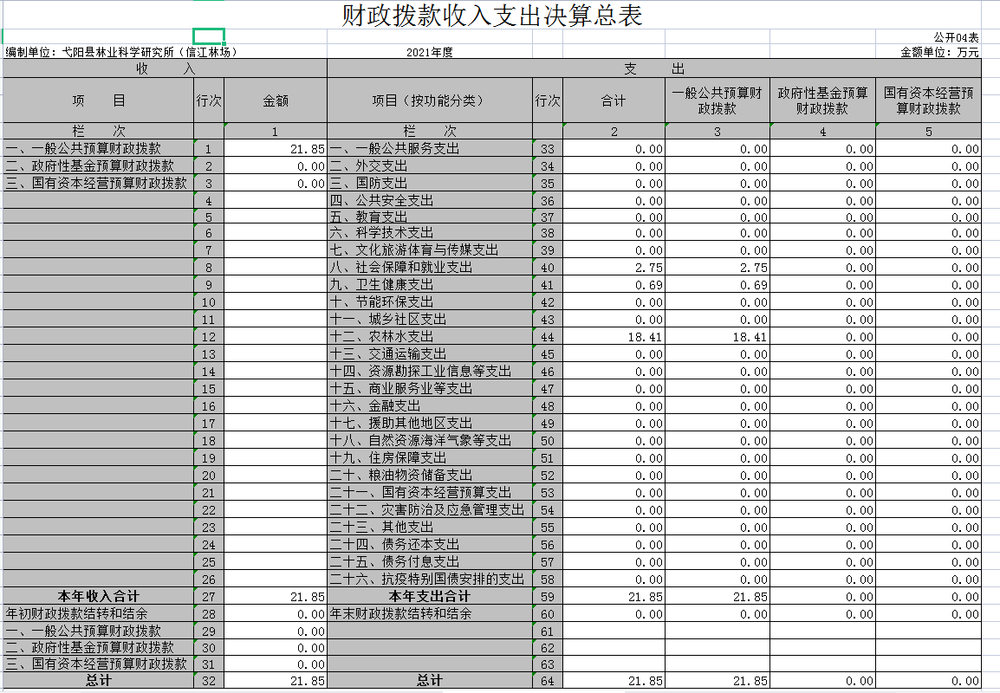 财政拨款收入支出决算总表
公开04表
编制单位：弋阳县林业科学研究所（信江林场） 2021年度 金额单位：万元
收 入 支 出
项 目 行次 金额 项目（按功能分类） 行次 合计 一般公共预算财政拨款 政府性基金预算财政拨款 国有资本经营预算财政拨款
栏 次 1 栏 次 2 3 4 5
一、一般公共预算财政拨款 1 21.85 一、一般公共服务支出 33 0.00 0.00 0.00 0.00
二、政府性基金预算财政拨款 2 0.00 二、外交支出 34 0.00 0.00 0.00 0.00
三、国有资本经营预算财政拨款 3 0.00 三、国防支出 35 0.00 0.00 0.00 0.00
4 四、公共安全支出 36 0.00 0.00 0.00 0.00
5 五、教育支出 37 0.00 0.00 0.00 0.00
6 六、科学技术支出 38 0.00 0.00 0.00 0.00
7 七、文化旅游体育与传媒支出 39 0.00 0.00 0.00 0.00
8 八、社会保障和就业支出 40 2.75 2.75 0.00 0.00
9 九、卫生健康支出 41 0.69 0.69 0.00 0.00
10 十、节能环保支出 42 0.00 0.00 0.00 0.00
11 十一、城乡社区支出 43 0.00 0.00 0.00 0.00
12 十二、农林水支出 44 18.41 18.41 0.00 0.00
13 十三、交通运输支出 45 0.00 0.00 0.00 0.00
14 十四、资源勘探工业信息等支出 46 0.00 0.00 0.00 0.00
15 十五、商业服务业等支出 47 0.00 0.00 0.00 0.00
16 十六、金融支出 48 0.00 0.00 0.00 0.00
17 十七、援助其他地区支出 49 0.00 0.00 0.00 0.00
18 十八、自然资源海洋气象等支出 50 0.00 0.00 0.00 0.00
19 十九、住房保障支出 51 0.00 0.00 0.00 0.00
20 二十、粮油物资储备支出 52 0.00 0.00 0.00 0.00
21 二十一、国有资本经营预算支出 53 0.00 0.00 0.00 0.00
22 二十二、灾害防治及应急管理支出 54 0.00 0.00 0.00 0.00
23 二十三、其他支出 55 0.00 0.00 0.00 0.00
24 二十四、债务还本支出 56 0.00 0.00 0.00 0.00
25 二十五、债务付息支出 57 0.00 0.00 0.00 0.00
26 二十六、抗疫特别国债安排的支出 58 0.00 0.00 0.00 0.00
本年收入合计 27 21.85 本年支出合计 59 21.85 21.85 0.00 0.00
年初财政拨款结转和结余 28 0.00 年末财政拨款结转和结余 60 0.00 0.00 0.00 0.00
一、一般公共预算财政拨款 29 0.00 61
二、政府性基金预算财政拨款 30 0.00 62
三、国有资本经营预算财政拨款 31 0.00 63
总计 32 21.85 总计 64 21.85 21.85 0.00 0.00